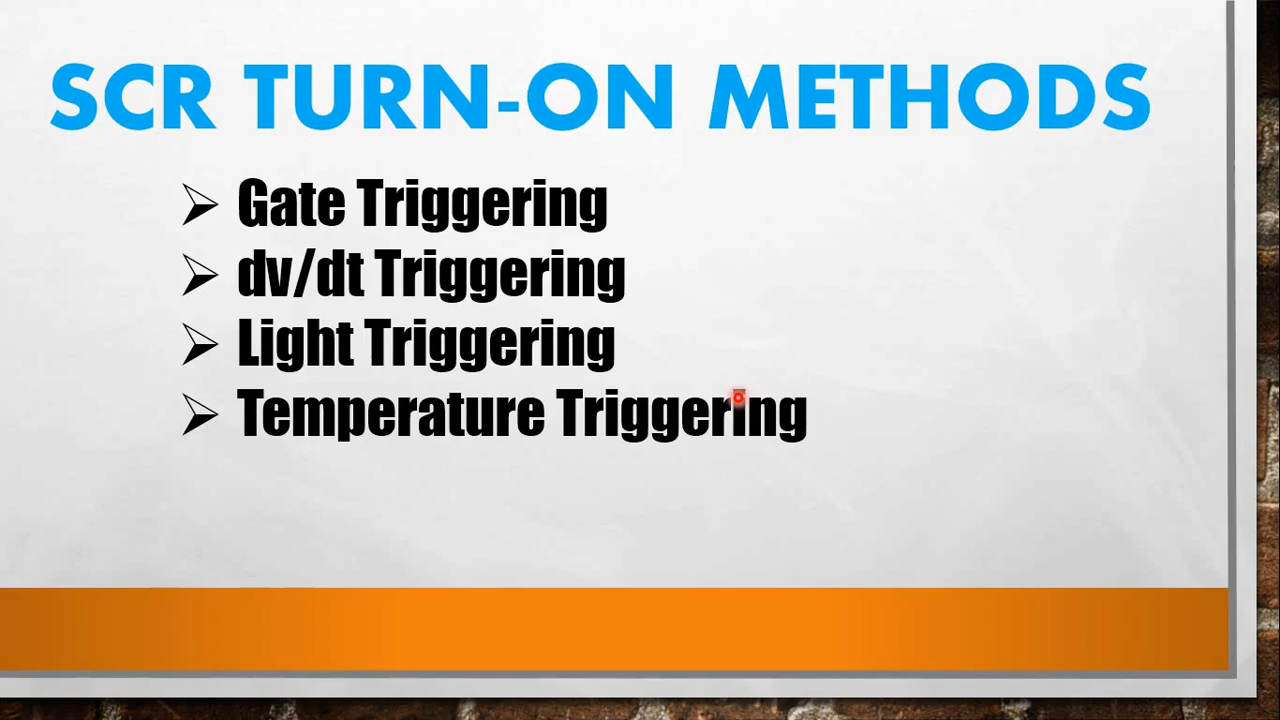 SCR TURN-ON METHODS
➢ Gate Triggering
➢ dv/dt Triggering
➢ Light Triggering
➢ Temperature Triggering